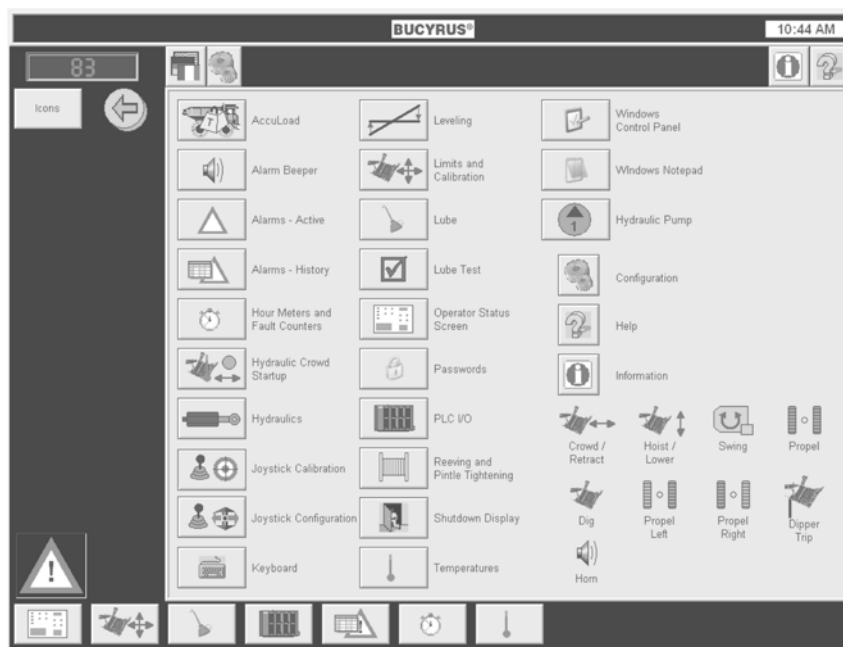 BUCYRUS®
10:44 AM
83
Icons
AccuLoad
Alarm Beeper
Alarms - Active
Alarms - History
Hour Meters and
Fault Counters
Hydraulic Crowd
Startup
Hydraulics
Joystick Calibration
Joystick Configuration
Keyboard
Leveling
Limits and
Calibration
Lube
Lube Test
Operator Status
Screen
Passwords
PLC I/O
Reeving and
Pintle Tightening
Shutdown Display
Temperatures
Windows
Control Panel
WIndows Notepad
1
Hydraulic Pump
Configuration
Help
Information
Crowd /
Retract
Hoist /
Lower
Swing
Propel
Dig
Propel
Left
Propel
Right
Dipper
Trip
Horn